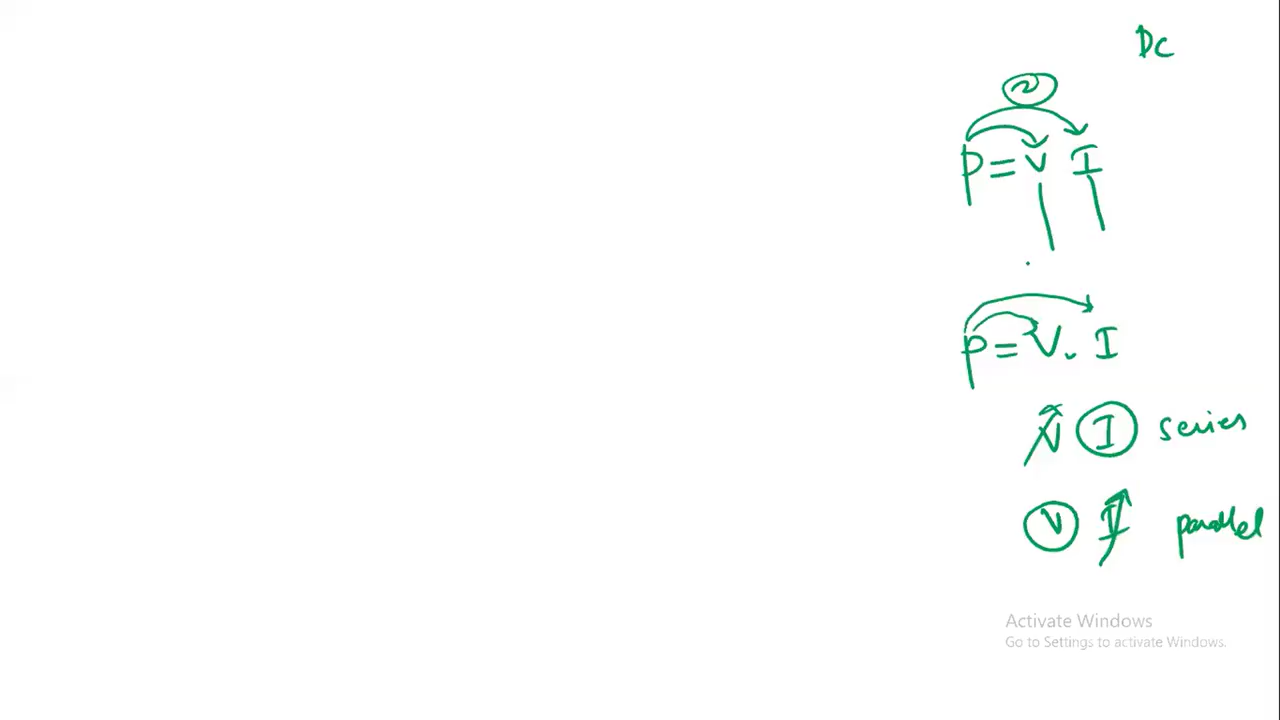 DC
~
P = V I
P = V . I
V I series
V I parallel
Activate Windows
Go to Settings to activate Windows.